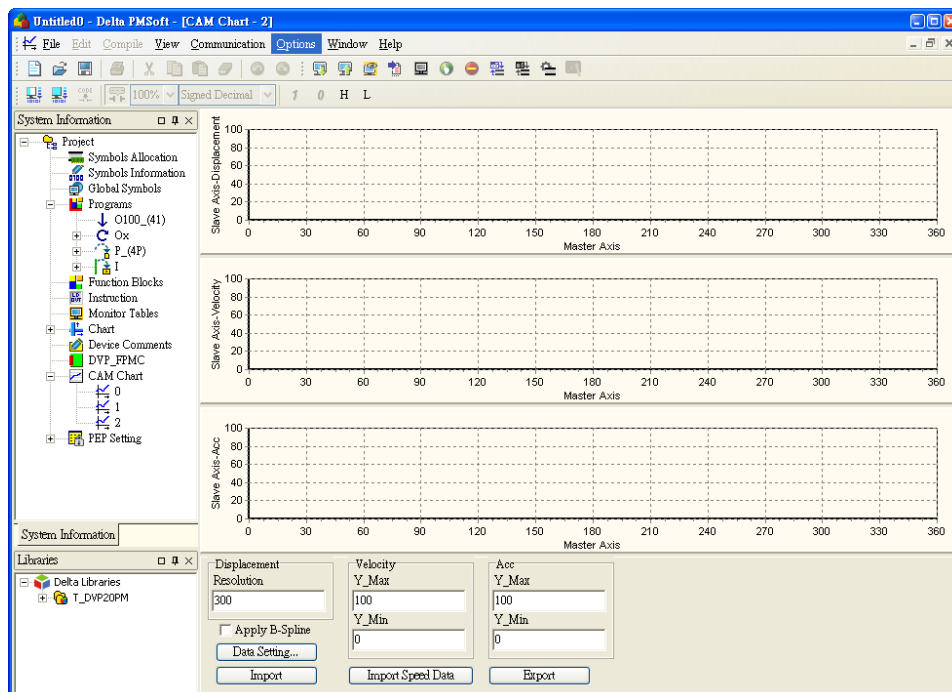 Untitled0 - Delta PMSoft - [CAM Chart - 2]
File Edit Compile View Communication Options Window Help
100% Signed Decimal 1 0 H L
System Information
Project
Symbols Allocation
Symbols Information
Global Symbols
Programs
O100_(41)
Ox
P_(4P)
I
Function Blocks
Instruction
Monitor Tables
Chart
Device Comments
DVP_FPMC
CAM Chart
0
1
2
PEP Setting
System Information
Libraries
Delta Libraries
T_DVP20PM
Slave Axis-Displacement
100
80
60
40
20
0
0 30 60 90 120 150 180 210 240 270 300 330 360
Master Axis
Slave Axis-Velocity
100
80
60
40
20
0
0 30 60 90 120 150 180 210 240 270 300 330 360
Master Axis
Slave Axis-Acc
100
80
60
40
20
0
0 30 60 90 120 150 180 210 240 270 300 330 360
Master Axis
Displacement
Resolution
300
Apply B-Spline
Data Setting...
Import
Velocity
Y_Max
100
Y_Min
0
Import Speed Data
Acc
Y_Max
100
Y_Min
0
Export